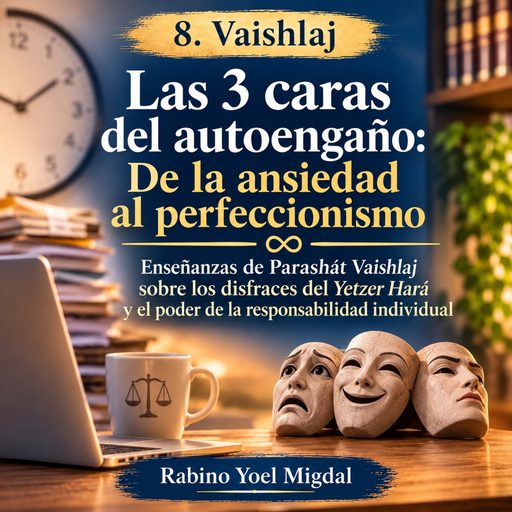 8. Vaishlaj
Las 3 caras
del autoengaño:
De la ansiedad
al perfeccionismo
Enseñanzas de Parashát Vaishlaj
sobre los disfraces del Yetzer Hará
y el poder de la responsabilidad individual
Rabino Yoel Migdal